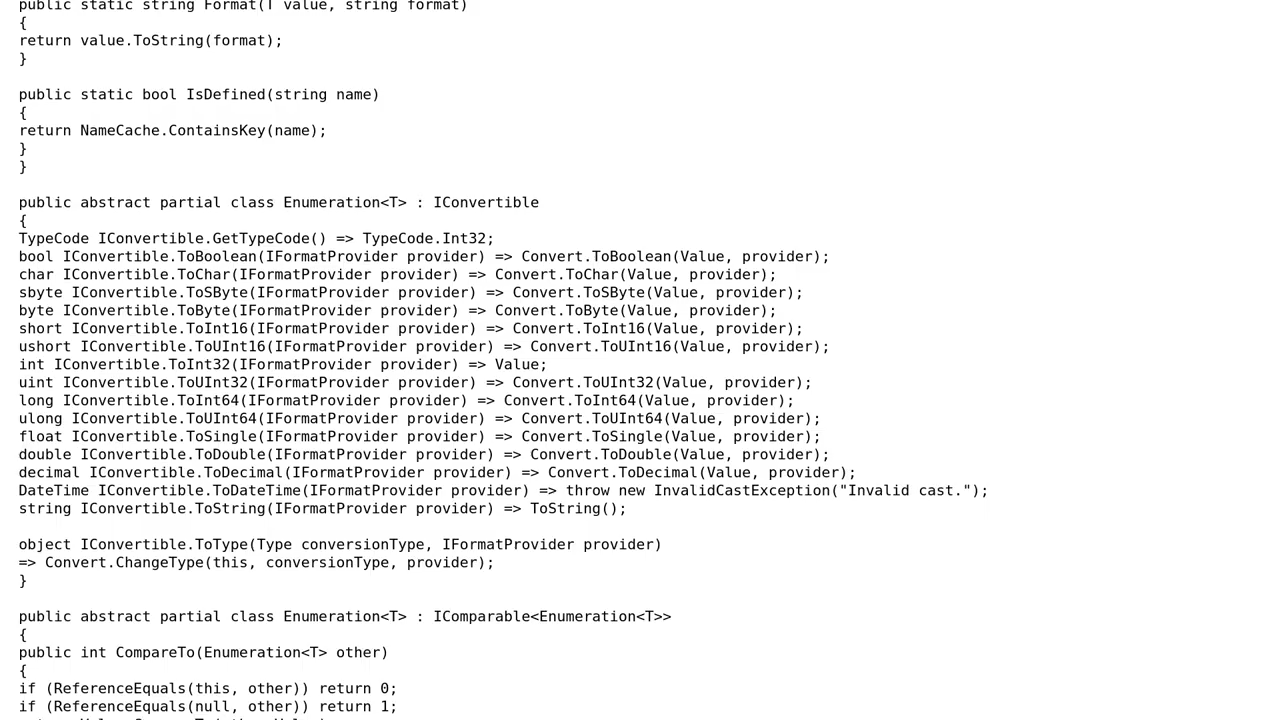 public static string Format(T value, string format)
{
return value.ToString(format);
}
public static bool IsDefined(string name)
{
return NameCache.ContainsKey(name);
}
}
public abstract partial class Enumeration<T> : IConvertible
{
TypeCode IConvertible.GetTypeCode() => TypeCode.Int32;
bool IConvertible.ToBoolean(IFormatProvider provider) => Convert.ToBoolean(Value, provider);
char IConvertible.ToChar(IFormatProvider provider) => Convert.ToChar(Value, provider);
sbyte IConvertible.ToSByte(IFormatProvider provider) => Convert.ToSByte(Value, provider);
byte IConvertible.ToByte(IFormatProvider provider) => Convert.ToByte(Value, provider);
short IConvertible.ToInt16(IFormatProvider provider) => Convert.ToInt16(Value, provider);
ushort IConvertible.ToUInt16(IFormatProvider provider) => Convert.ToUInt16(Value, provider);
int IConvertible.ToInt32(IFormatProvider provider) => Value;
uint IConvertible.ToUInt32(IFormatProvider provider) => Convert.ToUInt32(Value, provider);
long IConvertible.ToInt64(IFormatProvider provider) => Convert.ToInt64(Value, provider);
ulong IConvertible.ToUInt64(IFormatProvider provider) => Convert.ToUInt64(Value, provider);
float IConvertible.ToSingle(IFormatProvider provider) => Convert.ToSingle(Value, provider);
double IConvertible.ToDouble(IFormatProvider provider) => Convert.ToDouble(Value, provider);
decimal IConvertible.ToDecimal(IFormatProvider provider) => Convert.ToDecimal(Value, provider);
DateTime IConvertible.ToDateTime(IFormatProvider provider) => throw new InvalidCastException("Invalid cast.");
string IConvertible.ToString(IFormatProvider provider) => ToString();
object IConvertible.ToType(Type conversionType, IFormatProvider provider)
=> Convert.ChangeType(this, conversionType, provider);
}
public abstract partial class Enumeration<T> : IComparable<Enumeration<T>>
{
public int CompareTo(Enumeration<T> other)
{
if (ReferenceEquals(this, other)) return 0;
if (ReferenceEquals(null, other)) return 1;